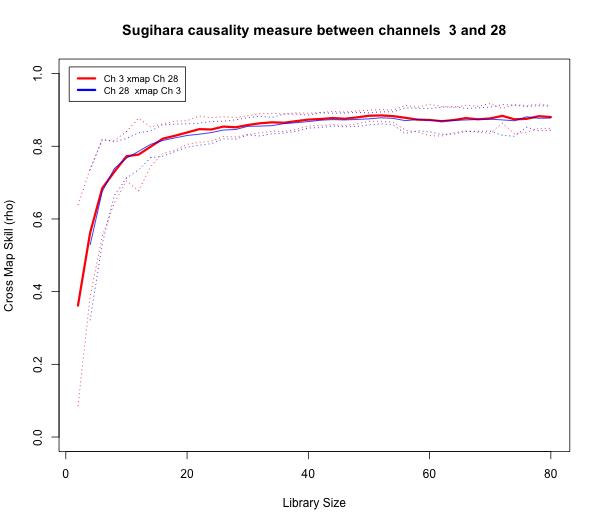 Sugihara causality measure between channels  3 and 28
Ch 3 xmap Ch 28
Ch 28  xmap Ch 3
Cross Map Skill (rho)
1.0
0.8
0.6
0.4
0.2
0.0
0 20 40 60 80
Library Size